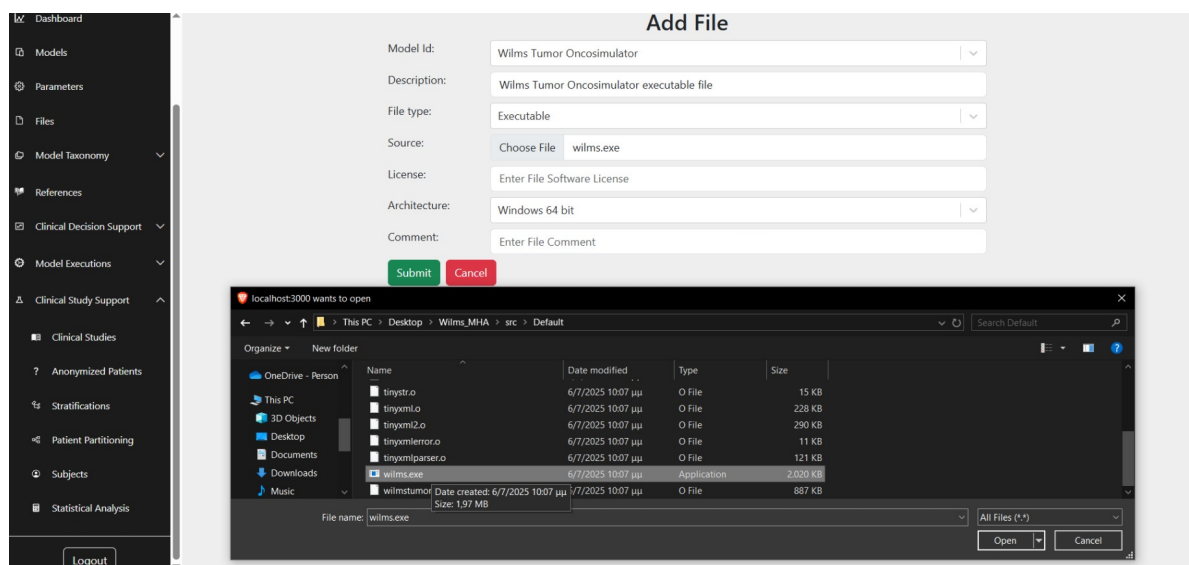 Dashboard
Models
Parameters
Files
Model Taxonomy
References
Clinical Decision Support
Model Executions
Clinical Study Support
Clinical Studies
Anonymized Patients
Stratifications
Patient Partitioning
Subjects
Statistical Analysis
Logout
Add File
Model Id: Wilms Tumor Oncosimulator
Description: Wilms Tumor Oncosimulator executable file
File type: Executable
Source: Choose File wilms.exe
License: Enter File Software License
Architecture: Windows 64 bit
Comment: Enter File Comment
Submit Cancel
localhost:3000 wants to open
This PC > Desktop > Wilms_MHA > src > Default Search Default
Organize New folder
OneDrive - Person
This PC
3D Objects
Desktop
Documents
Downloads
Music
Name Date modified Type Size
tinystr.o 6/7/2025 10:07 μμ O File 15 KB
tinyxml.o 6/7/2025 10:07 μμ O File 228 KB
tinyxml2.o 6/7/2025 10:07 μμ O File 290 KB
tinyxmlerror.o 6/7/2025 10:07 μμ O File 11 KB
tinyxmlparser.o 6/7/2025 10:07 μμ O File 121 KB
wilms.exe 6/7/2025 10:07 μμ Application 2.020 KB
wilmstumor 6/7/2025 10:07 μμ O File 887 KB
Date created: 6/7/2025 10:07 μμ
Size: 1,97 MB
File name: wilms.exe All Files (*.*)
Open Cancel